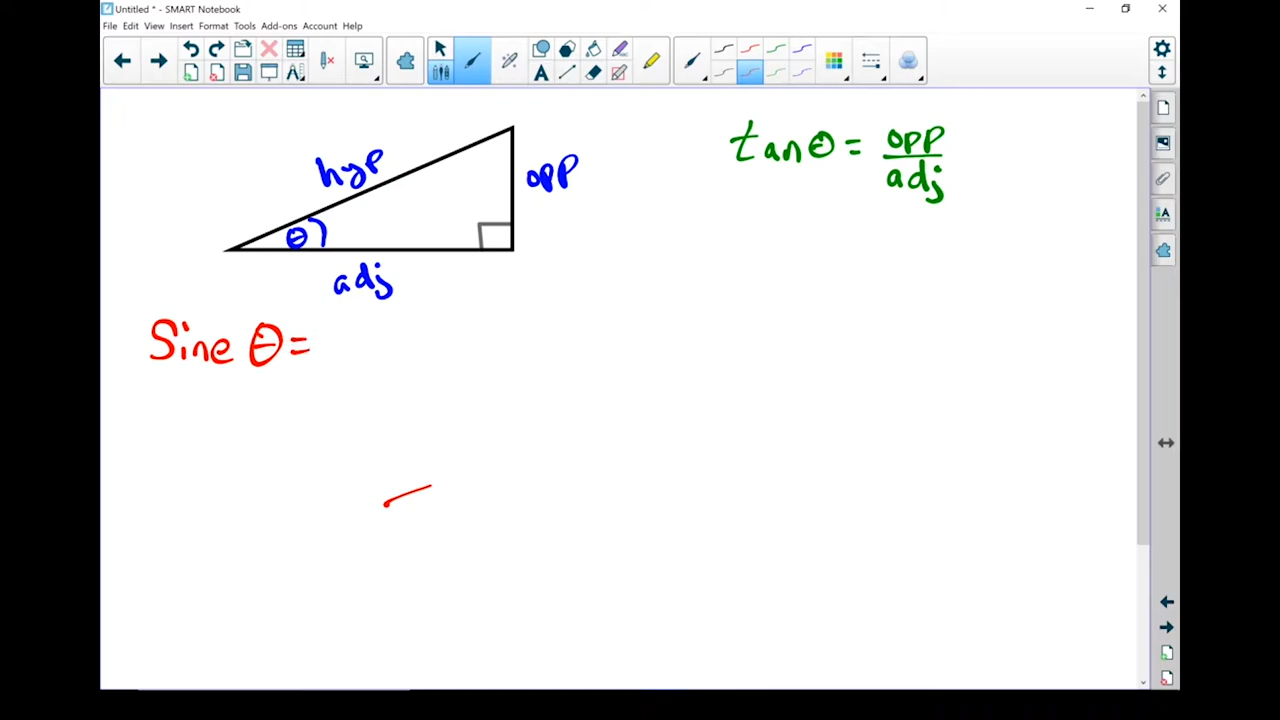 Untitled * - SMART Notebook
File Edit View Insert Format Tools Add-ons Account Help
hyp
opp
θ
adj
tan θ = opp
adj
Sine θ =